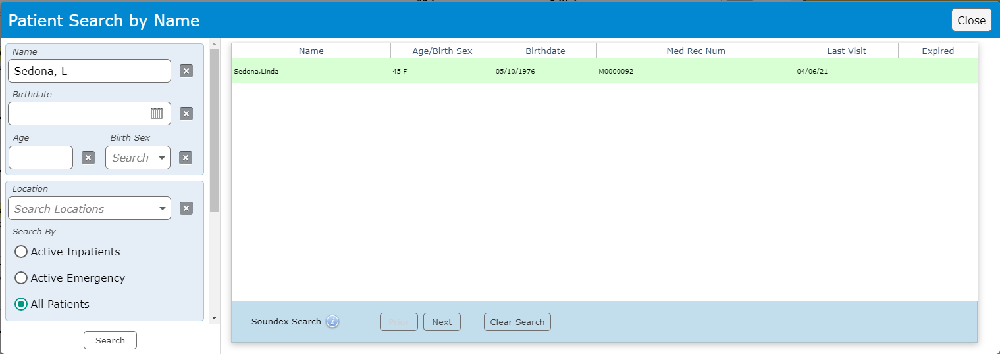 Patient Search by Name
Close
Name
Sedona, L
Birthdate
Age Birth Sex
Search
Location
Search Locations
Search By
Active Inpatients
Active Emergency
All Patients
Search
Name Age/Birth Sex Birthdate Med Rec Num Last Visit Expired
Sedona,Linda 45 F 05/10/1976 M0000092 04/06/21
Soundex Search i Prior Next Clear Search